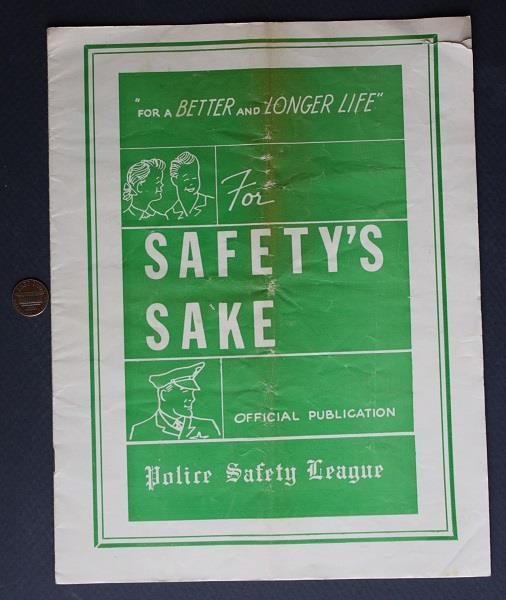 "FOR A BETTER AND LONGER LIFE"
For
SAFETY'S
SAKE
OFFICIAL PUBLICATION
Police Safety League